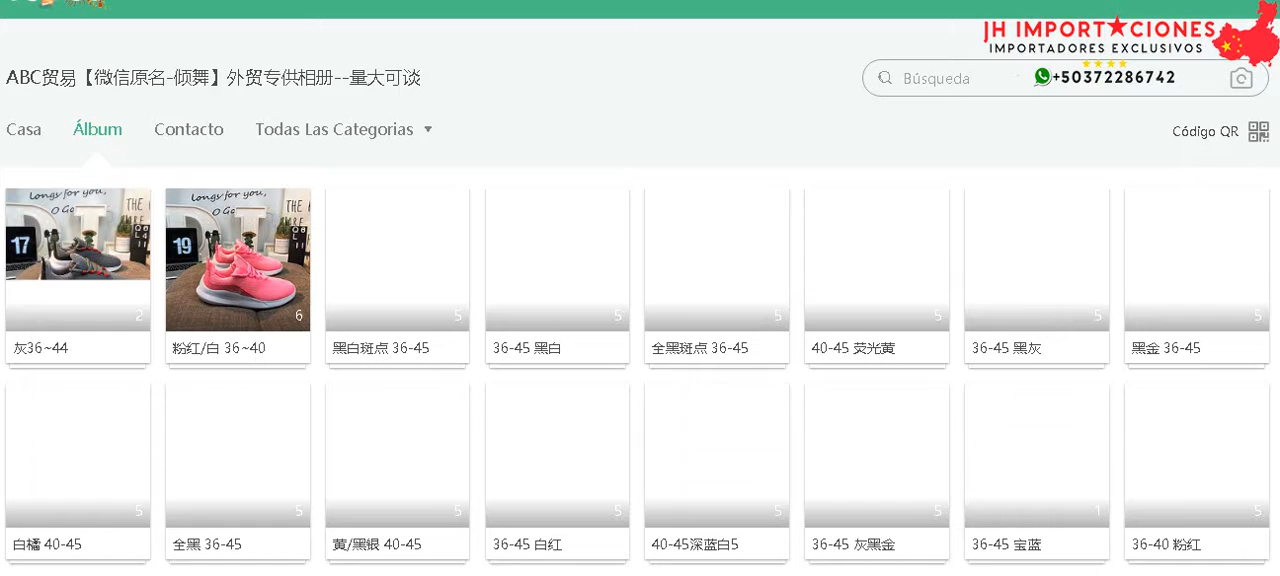 JH IMPORT★CIONES
IMPORTADORES EXCLUSIVOS
ABC贸易【微信原名-倾舞】外贸专供相册--量大可谈
Búsqueda
+50372286742
Casa
Álbum
Contacto
Todas Las Categorias
Código QR
Longs for you,
O Go
THE
17
2
Longs for you,
O Go
THE
19
6
5
5
5
5
5
5
灰36~44
粉红/白 36~40
黑白斑点 36-45
36-45 黑白
全黑斑点 36-45
40-45 荧光黄
36-45 黑灰
黑金 36-45
5
5
5
5
5
5
1
5
白橘 40-45
全黑 36-45
黄/黑银 40-45
36-45 白红
40-45深蓝白5
36-45 灰黑金
36-45 宝蓝
36-40 粉红